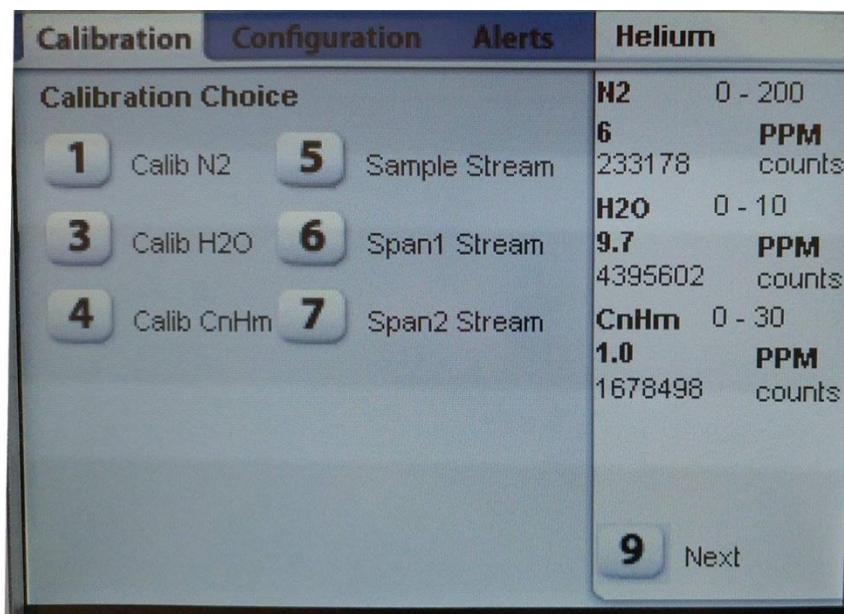 Calibration Configuration Alerts Helium
Calibration Choice
1 Calib N2 5 Sample Stream
3 Calib H2O 6 Span1 Stream
4 Calib CnHm 7 Span2 Stream
N2 0 - 200
6 PPM
233178 counts
H2O 0 - 10
9.7 PPM
4395602 counts
CnHm 0 - 30
1.0 PPM
1678498 counts
9 Next